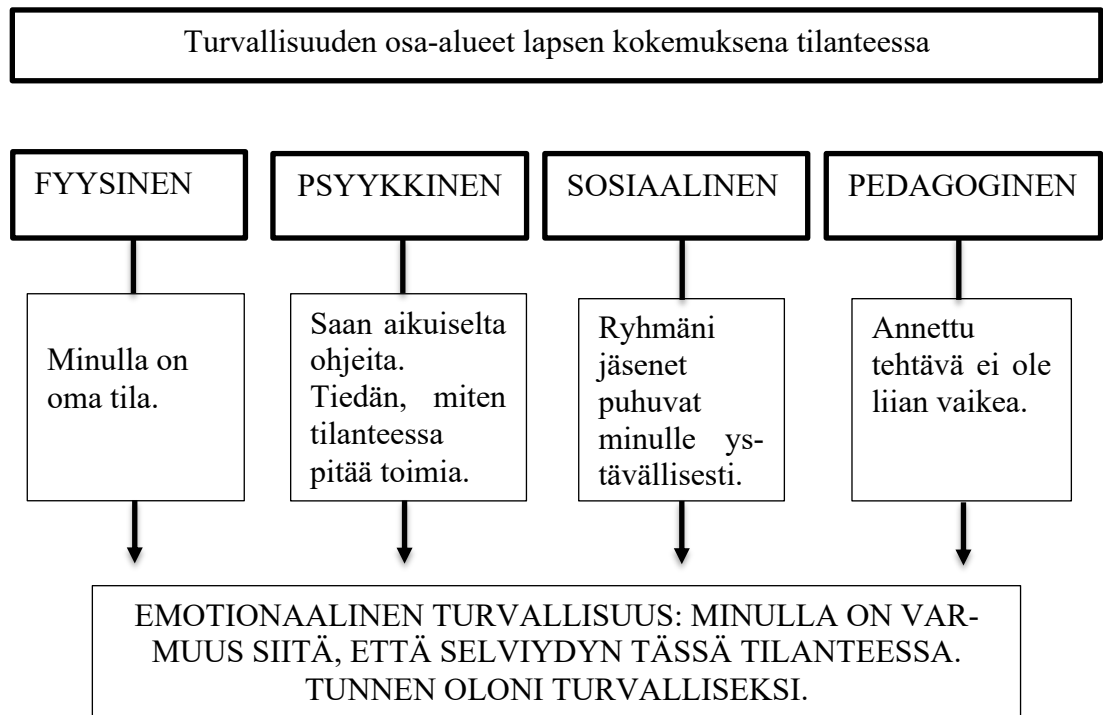 Turvallisuuden osa-alueet lapsen kokemuksena tilanteessa
FYYSINEN
PSYYKKINEN
SOSIAALINEN
PEDAGOGINEN
Minulla on
oma tila.
Saan aikuiselta
ohjeita.
Tiedän, miten
tilanteessa
pitää toimia.
Ryhmäni
jäsenet
puhuvat
minulle ys-
tävällisesti.
Annettu
tehtävä ei ole
liian vaikea.
EMOTIONAALINEN TURVALLISUUS: MINULLA ON VAR-
MUUS SIITÄ, ETTÄ SELVIYDYN TÄSSÄ TILANTEESSA.
TUNNEN OLONI TURVALLISEKSI.